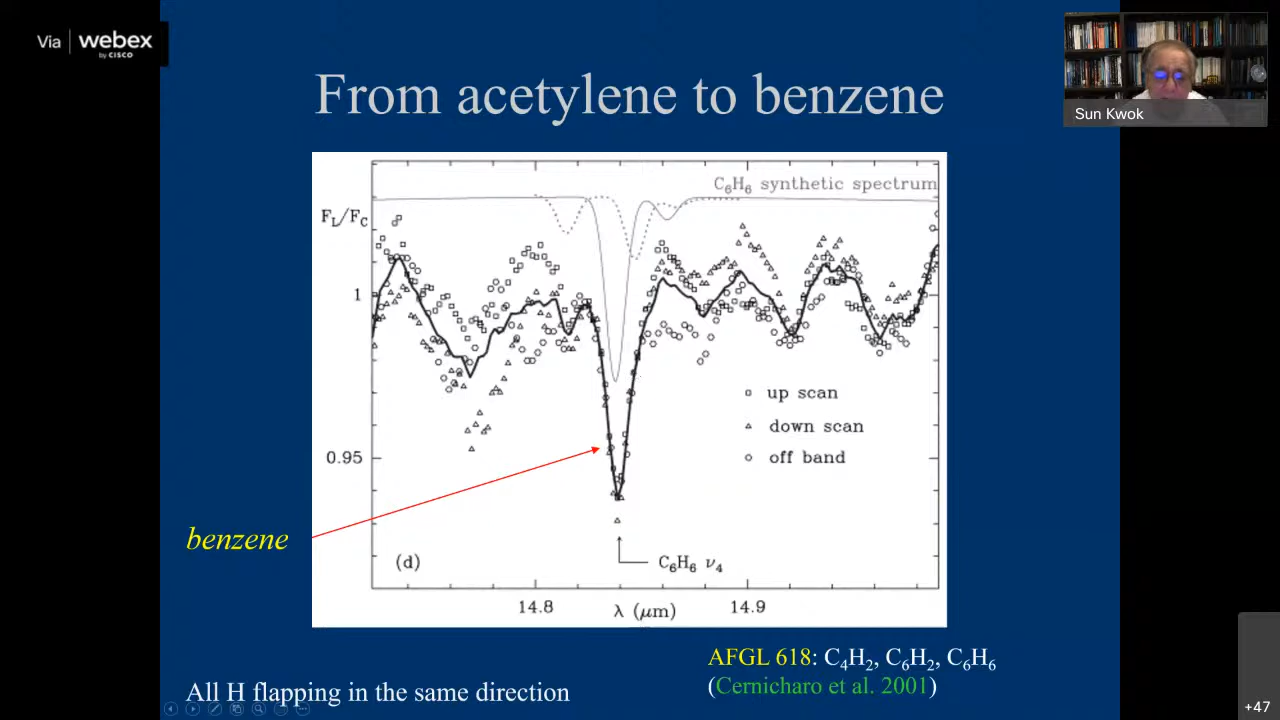 Via webex
by CISCO
Sun Kwok
From acetylene to benzene
C₆H₆ synthetic spectrum
F_L/F_C
1
0.95
up scan
down scan
off band
benzene
(d)
C₆H₆ ν₄
14.8
λ (μm)
14.9
AFGL 618: C₄H₂, C₆H₂, C₆H₆
(Cernicharo et al. 2001)
All H flapping in the same direction
+47